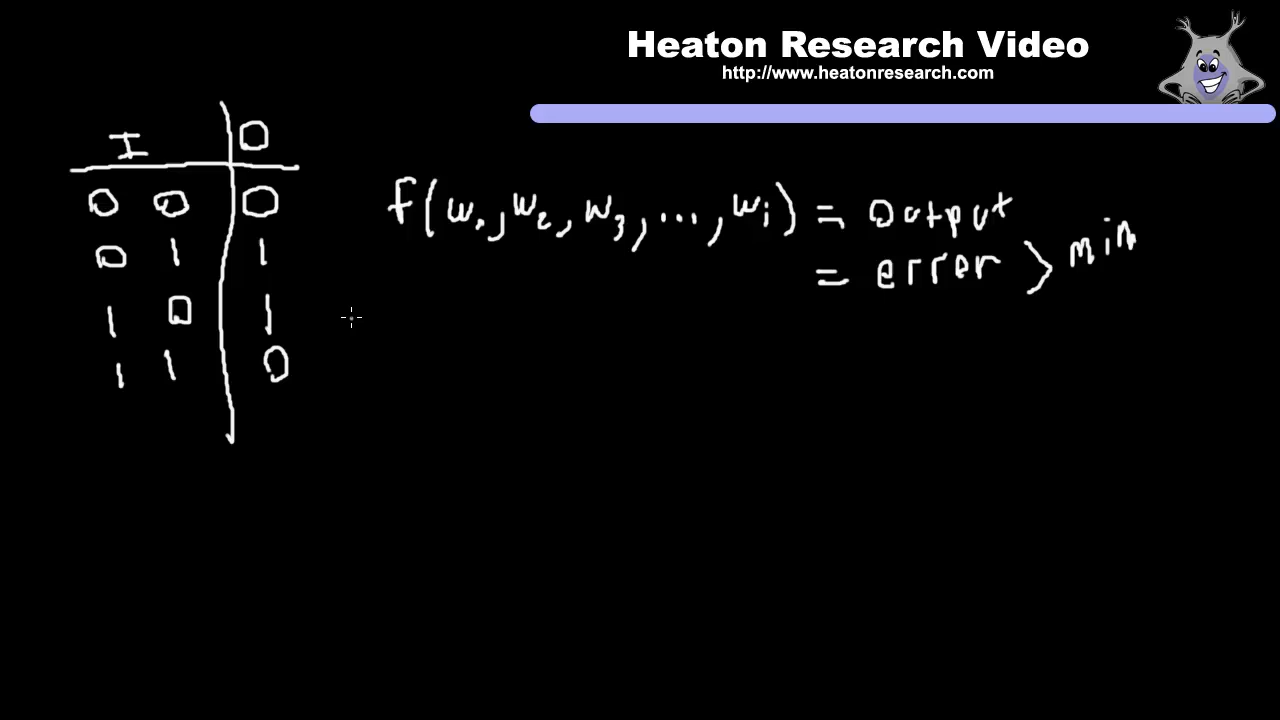 Heaton Research Video
http://www.heatonresearch.com
I O
0 0 0
0 1 1
1 0 1
1 1 0
f(w1, w2, w3, ..., wi) = output
= error } min